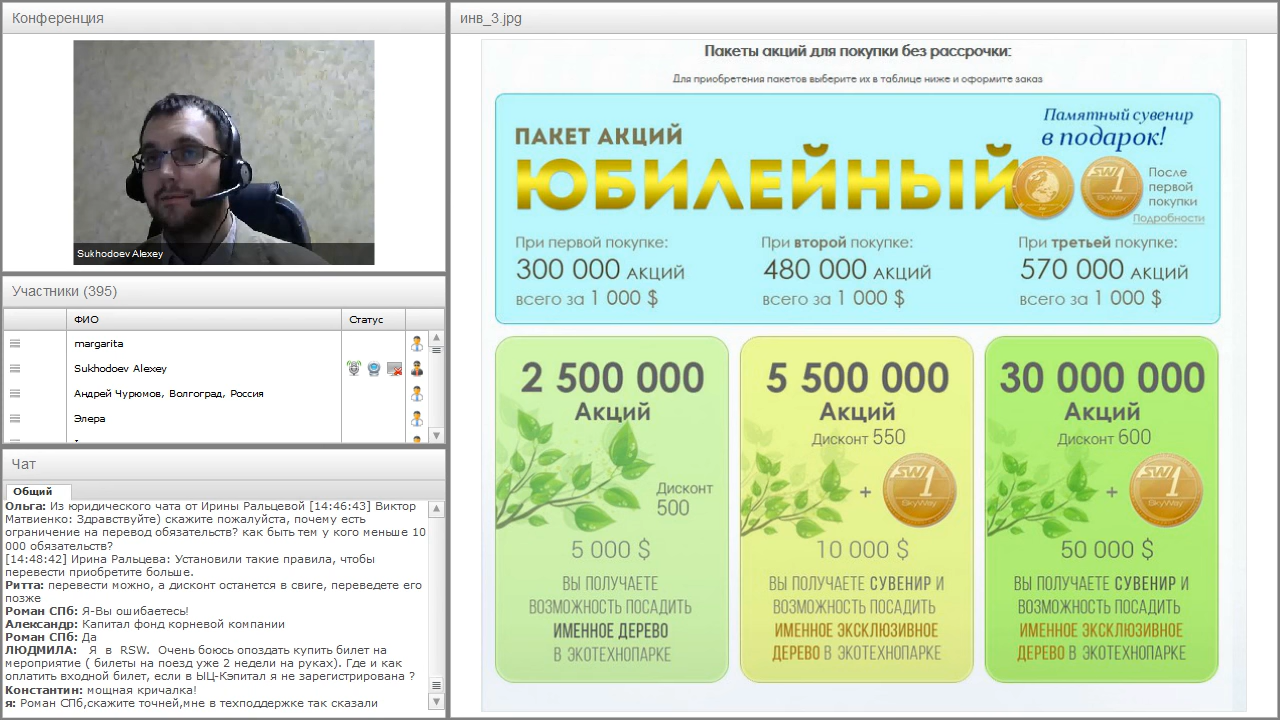 Конференция
Sukhodoev Alexey
Участники (395)
ФИО
Статус
margarita
Sukhodoev Alexey
Андрей Чурюмов, Волгоград, Россия
Элера
Чат
Общий
Ольга: Из юридического чата от Ирины Ральцевой [14:46:43] Виктор
Матвиенко: Здравствуйте) скажите пожалуйста, почему есть
ограничение на перевод обязательств? как быть тем у кого меньше 10
000 обязательств?
[14:48:42] Ирина Ральцева: Установили такие правила, чтобы
перевести приобретите больше.
Ритта: перевести можно, а дисконт останется в свиге, переведете его
позже
Роман СПб: Я-Вы ошибаетесь!
Александр: Капитал фонд корневой компании
Роман СПб: Да
ЛЮДМИЛА: Я в RSW. Очень боюсь опоздать купить билет на
мероприятие ( билеты на поезд уже 2 недели на руках). Где и как
оплатить входной билет, если в ЫЦ-Кэпитал я не зарегистрирована ?
Константин: мощная кричалка!
я: Роман СПб,скажите точней,мне в техподдержке так сказали
инв_3.jpg
Пакеты акций для покупки без рассрочки:
Для приобретения пакетов выберите их в таблице ниже и оформите заказ
ПАКЕТ АКЦИЙ
ЮБИЛЕЙНЫЙ
Памятный сувенир
в подарок!
SW1
SkyWay
После
первой
покупки
Подробности
При первой покупке:
300 000 АКЦИЙ
всего за 1 000 $
При второй покупке:
480 000 АКЦИЙ
всего за 1 000 $
При третьей покупке:
570 000 АКЦИЙ
всего за 1 000 $
2 500 000
Акций
Дисконт
500
5 000 $
ВЫ ПОЛУЧАЕТЕ
ВОЗМОЖНОСТЬ ПОСАДИТЬ
ИМЕННОЕ ДЕРЕВО
В ЭКОТЕХНОПАРКЕ
5 500 000
Акций
Дисконт 550
+
SW1
SkyWay
10 000 $
ВЫ ПОЛУЧАЕТЕ СУВЕНИР И
ВОЗМОЖНОСТЬ ПОСАДИТЬ
ИМЕННОЕ ЭКСКЛЮЗИВНОЕ
ДЕРЕВО В ЭКОТЕХНОПАРКЕ
30 000 000
Акций
Дисконт 600
+
SW1
SkyWay
50 000 $
ВЫ ПОЛУЧАЕТЕ СУВЕНИР И
ВОЗМОЖНОСТЬ ПОСАДИТЬ
ИМЕННОЕ ЭКСКЛЮЗИВНОЕ
ДЕРЕВО В ЭКОТЕХНОПАРКЕ